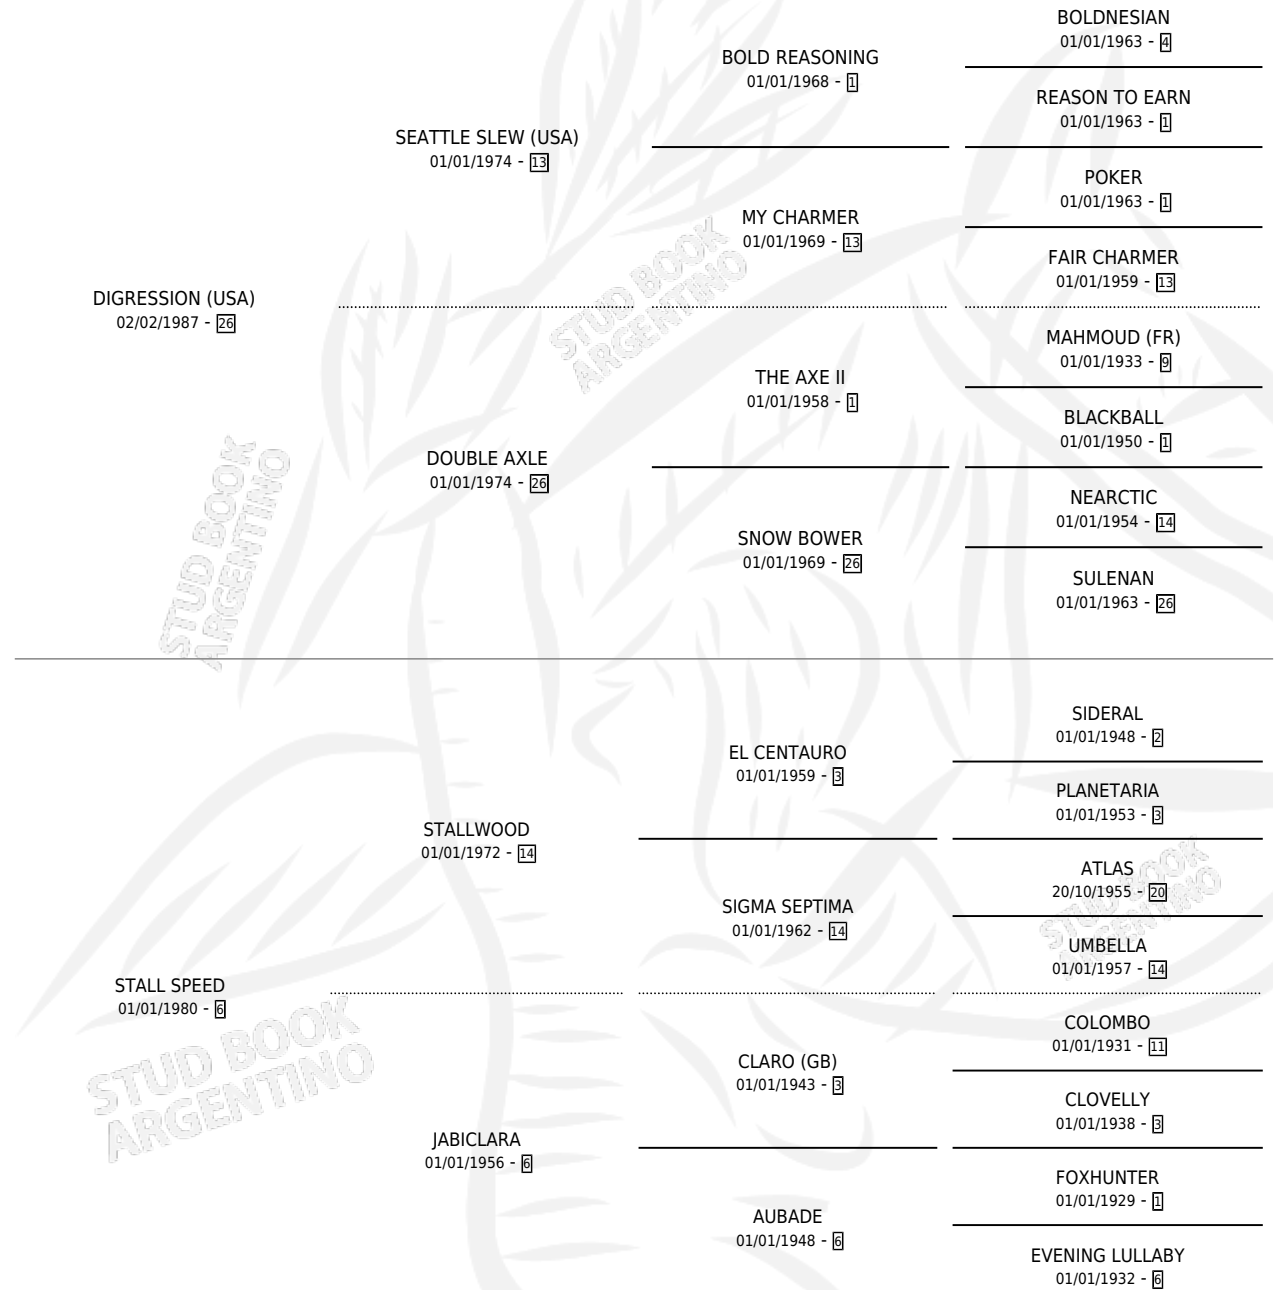 BOLDNESIAN
01/01/1963 - 4
BOLD REASONING
01/01/1968 - 1
REASON TO EARN
01/01/1963 - 1
SEATTLE SLEW (USA)
01/01/1974 - 13
POKER
01/01/1963 - 1
MY CHARMER
01/01/1969 - 13
FAIR CHARMER
01/01/1959 - 13
DIGRESSION (USA)
02/02/1987 - 26
MAHMOUD (FR)
01/01/1933 - 9
THE AXE II
01/01/1958 - 1
BLACKBALL
01/01/1950 - 1
DOUBLE AXLE
01/01/1974 - 26
NEARCTIC
01/01/1954 - 14
SNOW BOWER
01/01/1969 - 26
SULENAN
01/01/1963 - 26
SIDERAL
01/01/1948 - 2
EL CENTAURO
01/01/1959 - 3
PLANETARIA
01/01/1953 - 3
STALLWOOD
01/01/1972 - 14
ATLAS
20/10/1955 - 20
SIGMA SEPTIMA
01/01/1962 - 14
UMBELLA
01/01/1957 - 14
STALL SPEED
01/01/1980 - 6
COLOMBO
01/01/1931 - 11
CLARO (GB)
01/01/1943 - 3
CLOVELLY
01/01/1938 - 3
JABICLARA
01/01/1956 - 6
FOXHUNTER
01/01/1929 - 1
AUBADE
01/01/1948 - 6
EVENING LULLABY
01/01/1932 - 6
STUD BOOK
ARGENTINO
STUD BOOK
ARGENTINO
STUD BOOK
ARGENTINO
STUD BOOK
ARGENTINO